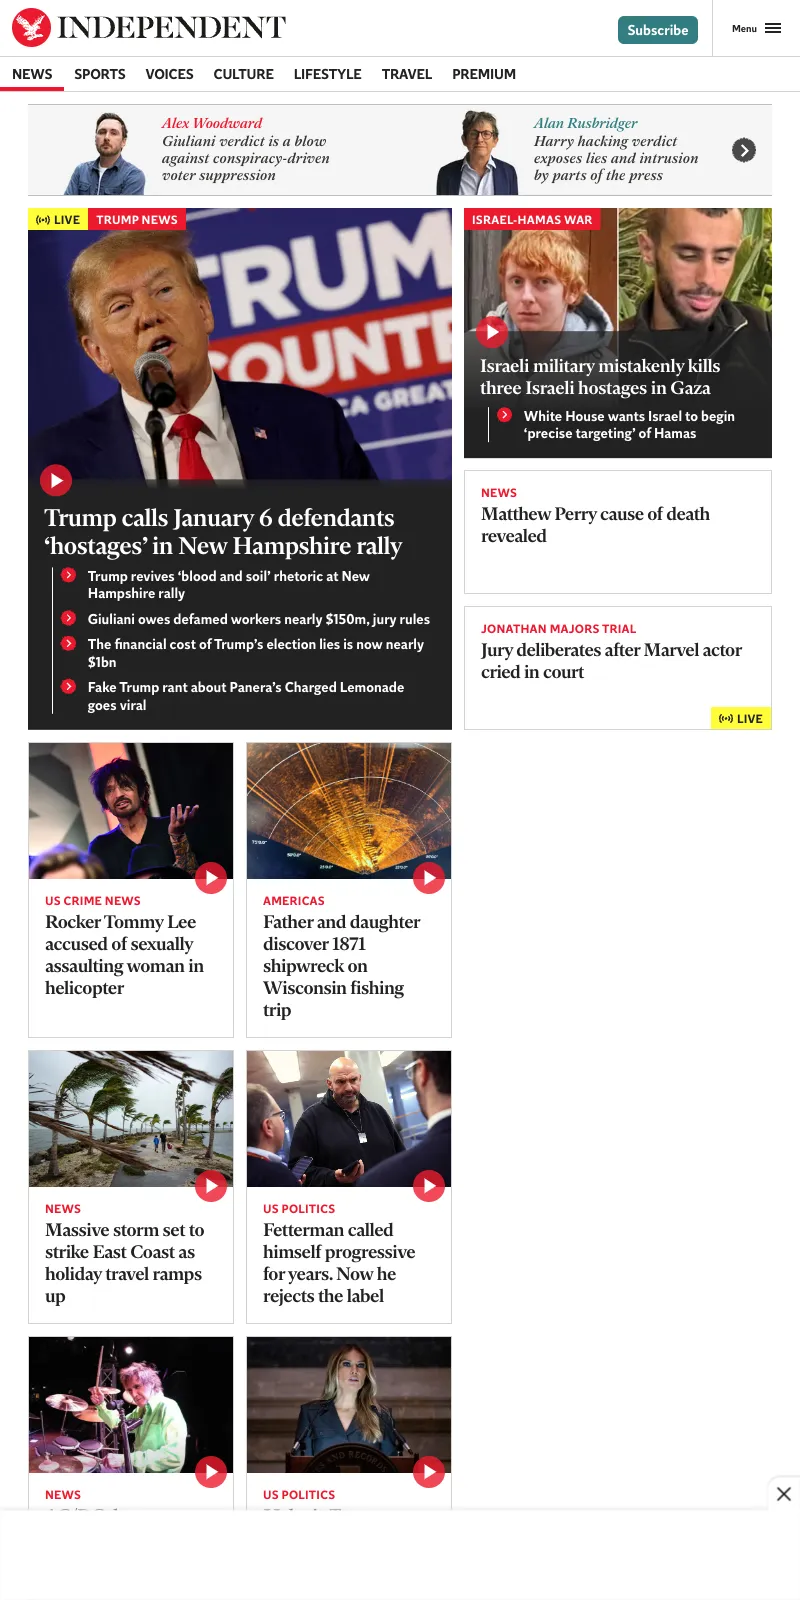 INDEPENDENT
Subscribe
Menu
NEWS SPORTS VOICES CULTURE LIFESTYLE TRAVEL PREMIUM
Alex Woodward
Giuliani verdict is a blow
against conspiracy-driven
voter suppression
Alan Rusbridger
Harry hacking verdict
exposes lies and intrusion
by parts of the press
LIVE TRUMP NEWS
TRUM
COUNT
CA GREAT
Trump calls January 6 defendants
‘hostages’ in New Hampshire rally
Trump revives ‘blood and soil’ rhetoric at New
Hampshire rally
Giuliani owes defamed workers nearly $150m, jury rules
The financial cost of Trump’s election lies is now nearly
$1bn
Fake Trump rant about Panera’s Charged Lemonade
goes viral
ISRAEL-HAMAS WAR
Israeli military mistakenly kills
three Israeli hostages in Gaza
White House wants Israel to begin
‘precise targeting’ of Hamas
NEWS
Matthew Perry cause of death
revealed
JONATHAN MAJORS TRIAL
Jury deliberates after Marvel actor
cried in court
LIVE
US CRIME NEWS
Rocker Tommy Lee
accused of sexually
assaulting woman in
helicopter
AMERICAS
Father and daughter
discover 1871
shipwreck on
Wisconsin fishing
trip
NEWS
Massive storm set to
strike East Coast as
holiday travel ramps
up
US POLITICS
Fetterman called
himself progressive
for years. Now he
rejects the label
NEWS
US POLITICS